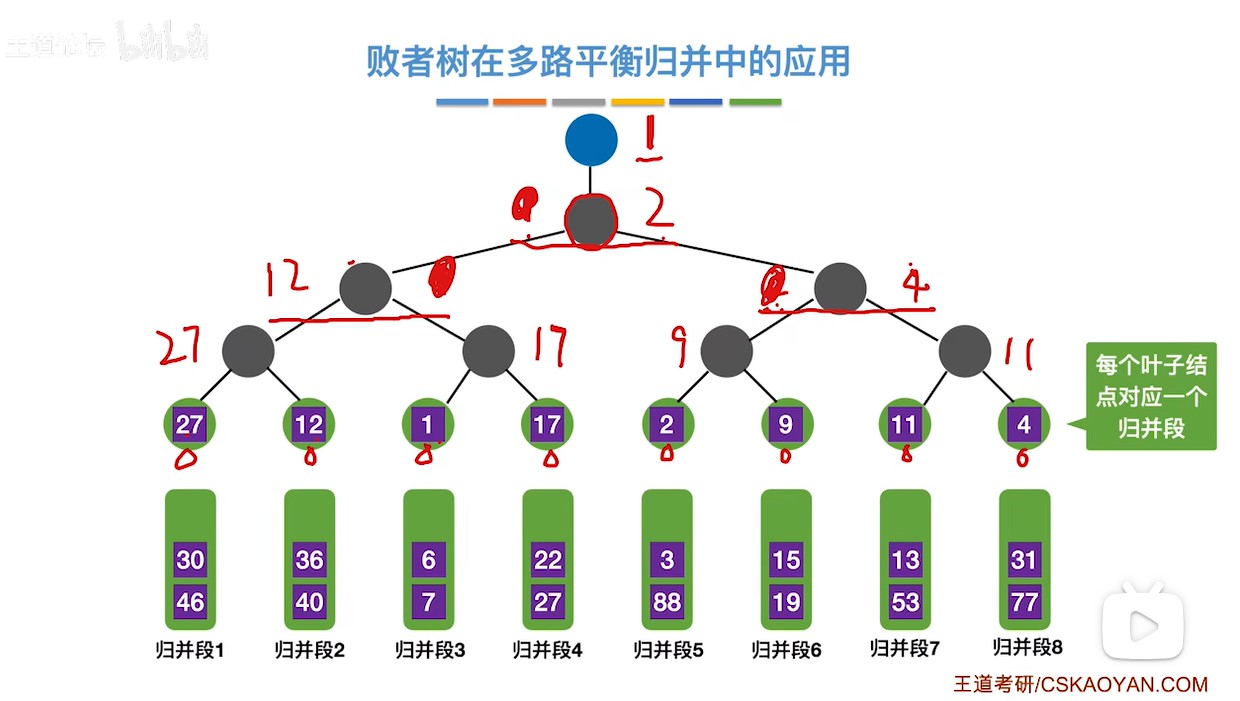 王道论坛 bilibili
败者树在多路平衡归并中的应用
1
2
12
4
27
17
9
11
每个叶子结
点对应一个
归并段
27 12 1 17 2 9 11 4
30 36 6 22 3 15 13 31
46 40 7 27 88 19 53 77
归并段1 归并段2 归并段3 归并段4 归并段5 归并段6 归并段7 归并段8
王道考研/CSKAOYAN.COM